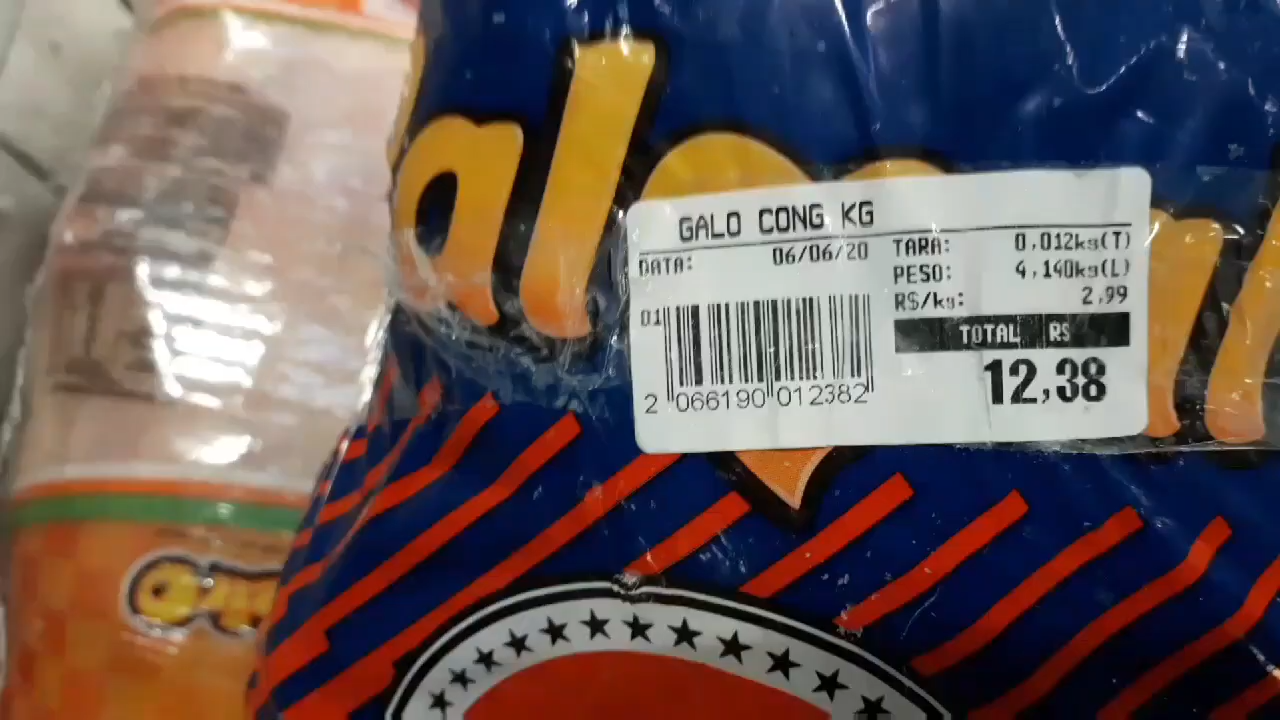 al
GALO CONG KG
DATA: 06/06/20
TARA: 0,012kg(T)
PESO: 4,140kg(L)
R$/kg: 2,99
01
TOTAL R$
12,38
2 066190 012382